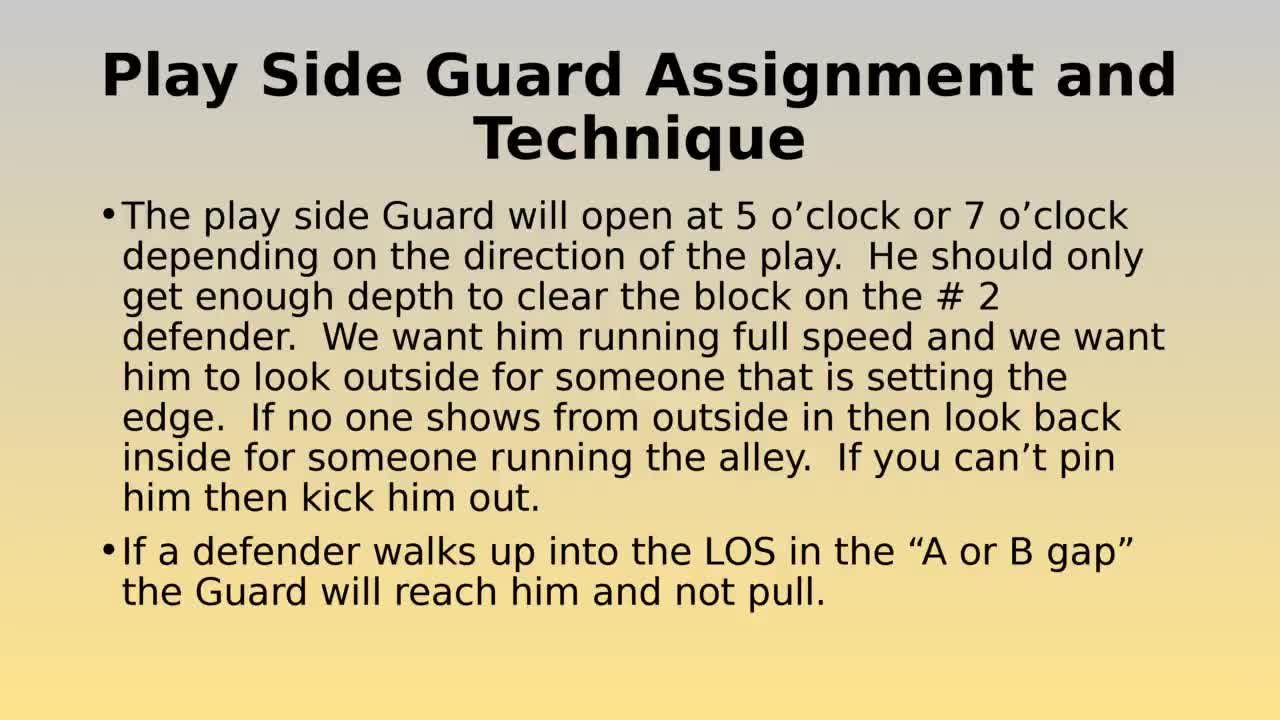 Play Side Guard Assignment and
Technique
•The play side Guard will open at 5 o’clock or 7 o’clock
depending on the direction of the play.  He should only
get enough depth to clear the block on the # 2
defender.  We want him running full speed and we want
him to look outside for someone that is setting the
edge.  If no one shows from outside in then look back
inside for someone running the alley.  If you can’t pin
him then kick him out.
•If a defender walks up into the LOS in the “A or B gap”
the Guard will reach him and not pull.